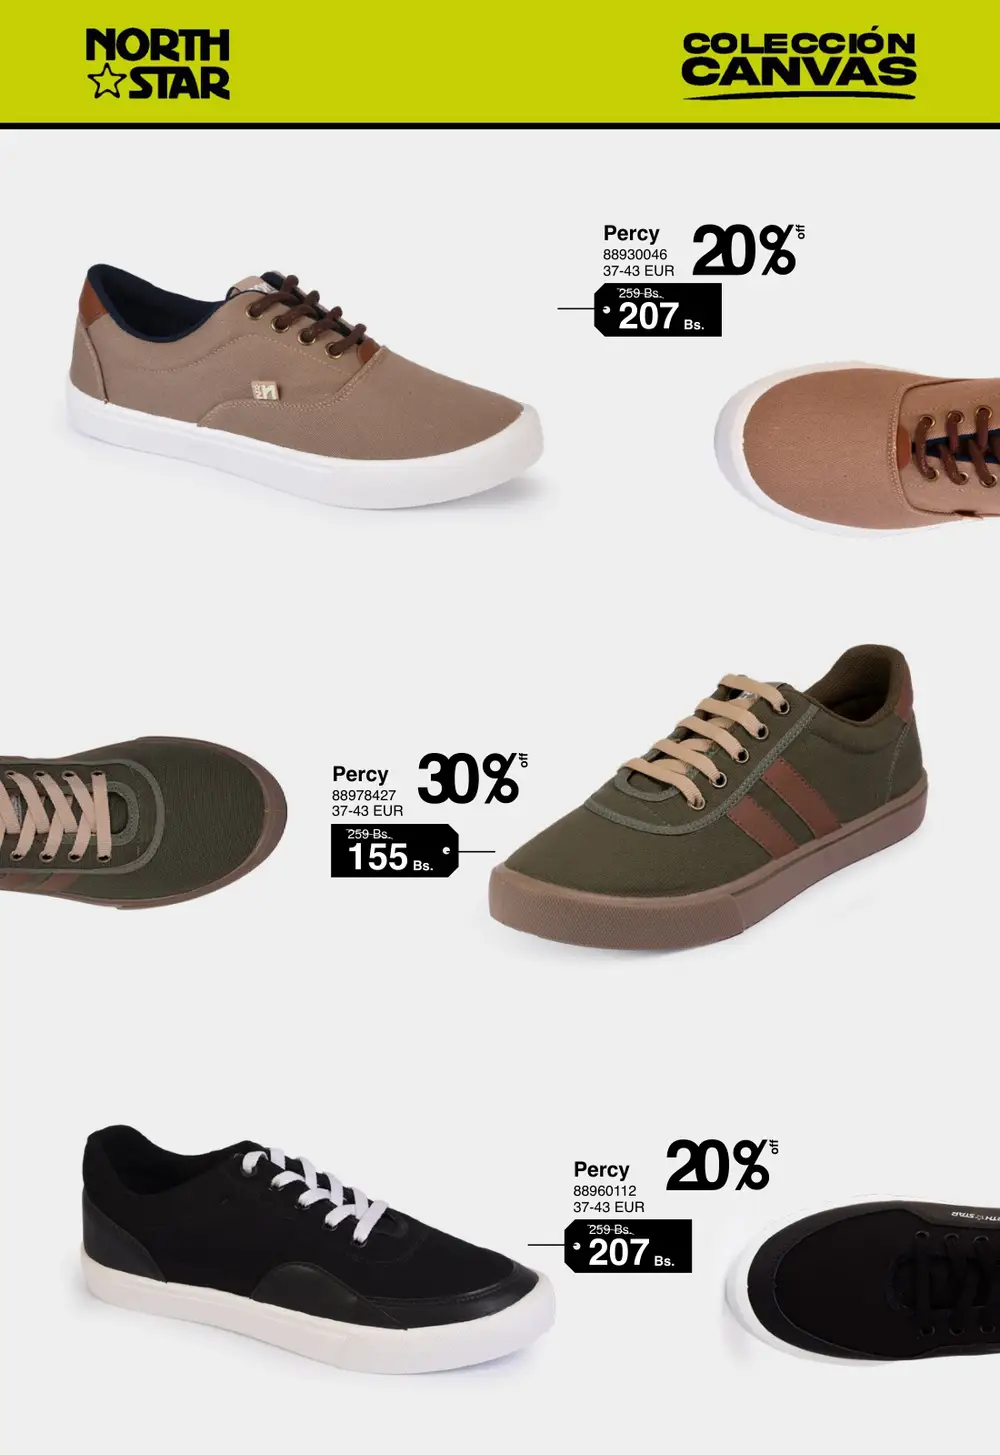 NORTH
STAR
COLECCIÓN
CANVAS
Percy
88930046
37-43 EUR
20% off
259 Bs.
207 Bs.
Percy
88978427
37-43 EUR
30% off
259 Bs.
155 Bs.
Percy
88960112
37-43 EUR
20% off
259 Bs.
207 Bs.